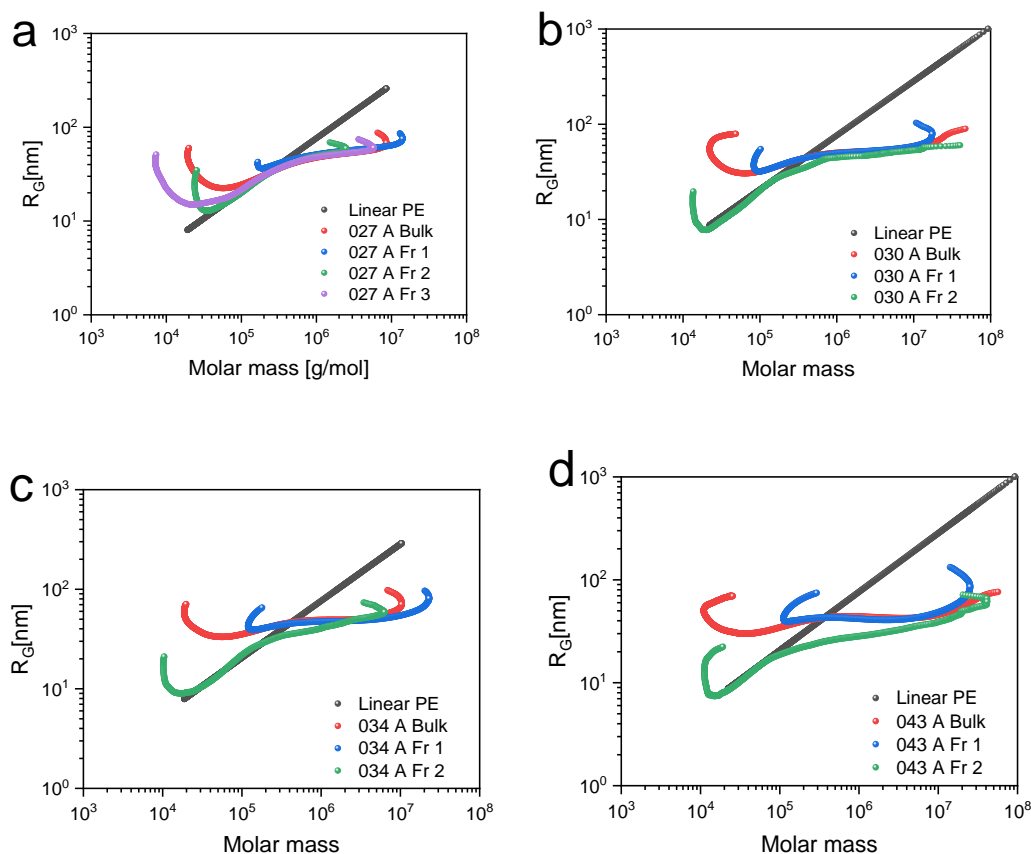 a
10³
10²
10¹
10⁰
R_G[nm]
Linear PE
027 A Bulk
027 A Fr 1
027 A Fr 2
027 A Fr 3
10³ 10⁴ 10⁵ 10⁶ 10⁷ 10⁸
Molar mass [g/mol]
b
10³
10²
10¹
10⁰
R_G[nm]
Linear PE
030 A Bulk
030 A Fr 1
030 A Fr 2
10³ 10⁴ 10⁵ 10⁶ 10⁷ 10⁸
Molar mass
c
10³
10²
10¹
10⁰
R_G[nm]
Linear PE
034 A Bulk
034 A Fr 1
034 A Fr 2
10³ 10⁴ 10⁵ 10⁶ 10⁷ 10⁸
Molar mass
d
10³
10²
10¹
10⁰
R_G[nm]
Linear PE
043 A Bulk
043 A Fr 1
043 A Fr 2
10³ 10⁴ 10⁵ 10⁶ 10⁷ 10⁸
Molar mass